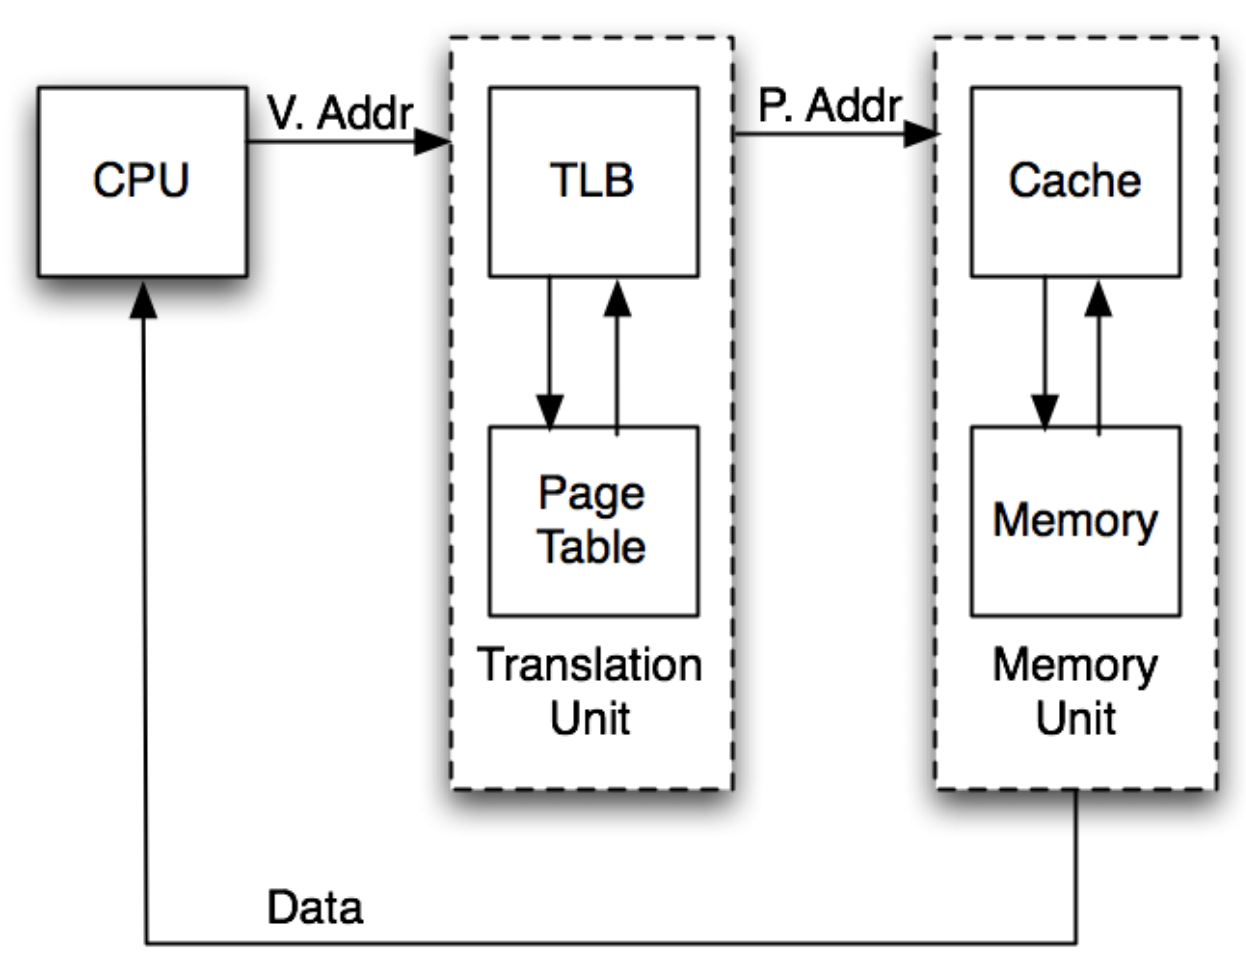 CPU
V. Addr
TLB
Page
Table
Translation
Unit
P. Addr
Cache
Memory
Memory
Unit
Data